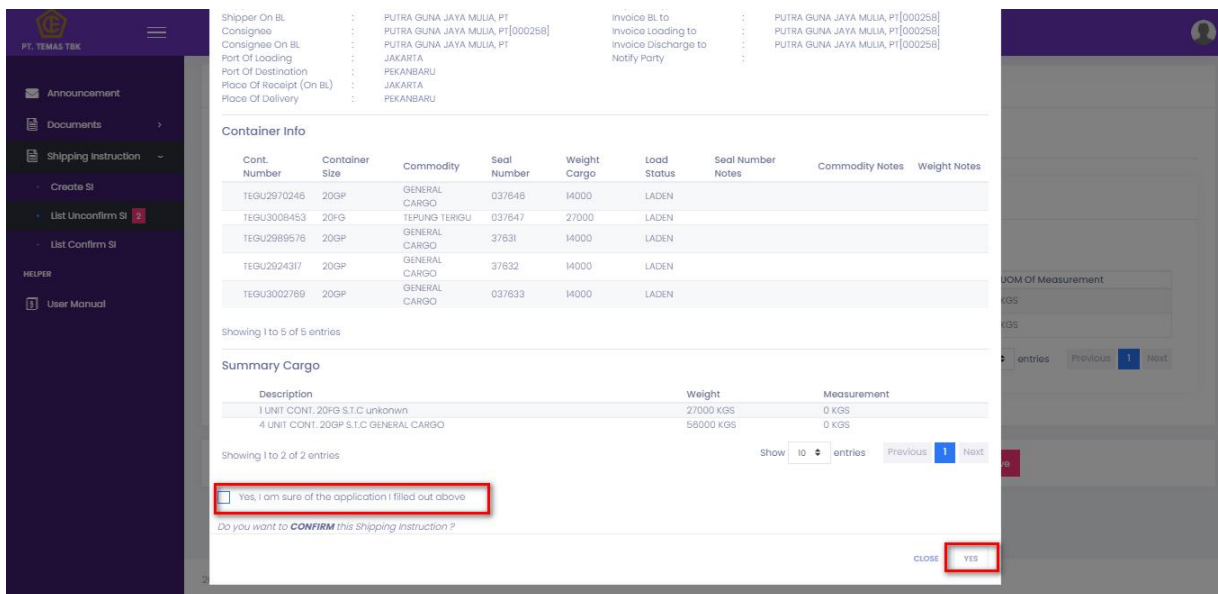 PT. TEMAS TBK
Announcement
Documents
Shipping Instruction
Create SI
List Unconfirm SI 2
List Confirm SI
HELPER
User Manual
Shipper On BL : PUTRA GUNA JAYA MULIA, PT
Consignee : PUTRA GUNA JAYA MULIA, PT[000258]
Consignee On BL : PUTRA GUNA JAYA MULIA, PT
Port Of Loading : JAKARTA
Port Of Destination : PEKANBARU
Place Of Receipt (On BL) : JAKARTA
Place Of Delivery : PEKANBARU
Invoice BL to : PUTRA GUNA JAYA MULIA, PT[000258]
Invoice Loading to : PUTRA GUNA JAYA MULIA, PT[000258]
Invoice Discharge to : PUTRA GUNA JAYA MULIA, PT[000258]
Notify Party :
Container Info
Cont. Number Container Size Commodity Seal Number Weight Cargo Load Status Seal Number Notes Commodity Notes Weight Notes
TEGU2970246 20GP GENERAL CARGO 037646 14000 LADEN
TEGU3008453 20FG TEPUNG TERIGU 037647 27000 LADEN
TEGU2989576 20GP GENERAL CARGO 37631 14000 LADEN
TEGU2924317 20GP GENERAL CARGO 37632 14000 LADEN
TEGU3002769 20GP GENERAL CARGO 037633 14000 LADEN
Showing 1 to 5 of 5 entries
Summary Cargo
Description Weight Measurement
1 UNIT CONT. 20FG S.T.C unkonwn 27000 KGS 0 KGS
4 UNIT CONT. 20GP S.T.C GENERAL CARGO 56000 KGS 0 KGS
Showing 1 to 2 of 2 entries
Show 10 entries Previous 1 Next
Yes, I am sure of the application I filled out above
Do you want to CONFIRM this Shipping Instruction ?
CLOSE YES
UOM Of Measurement
KGS
KGS
entries Previous 1 Next